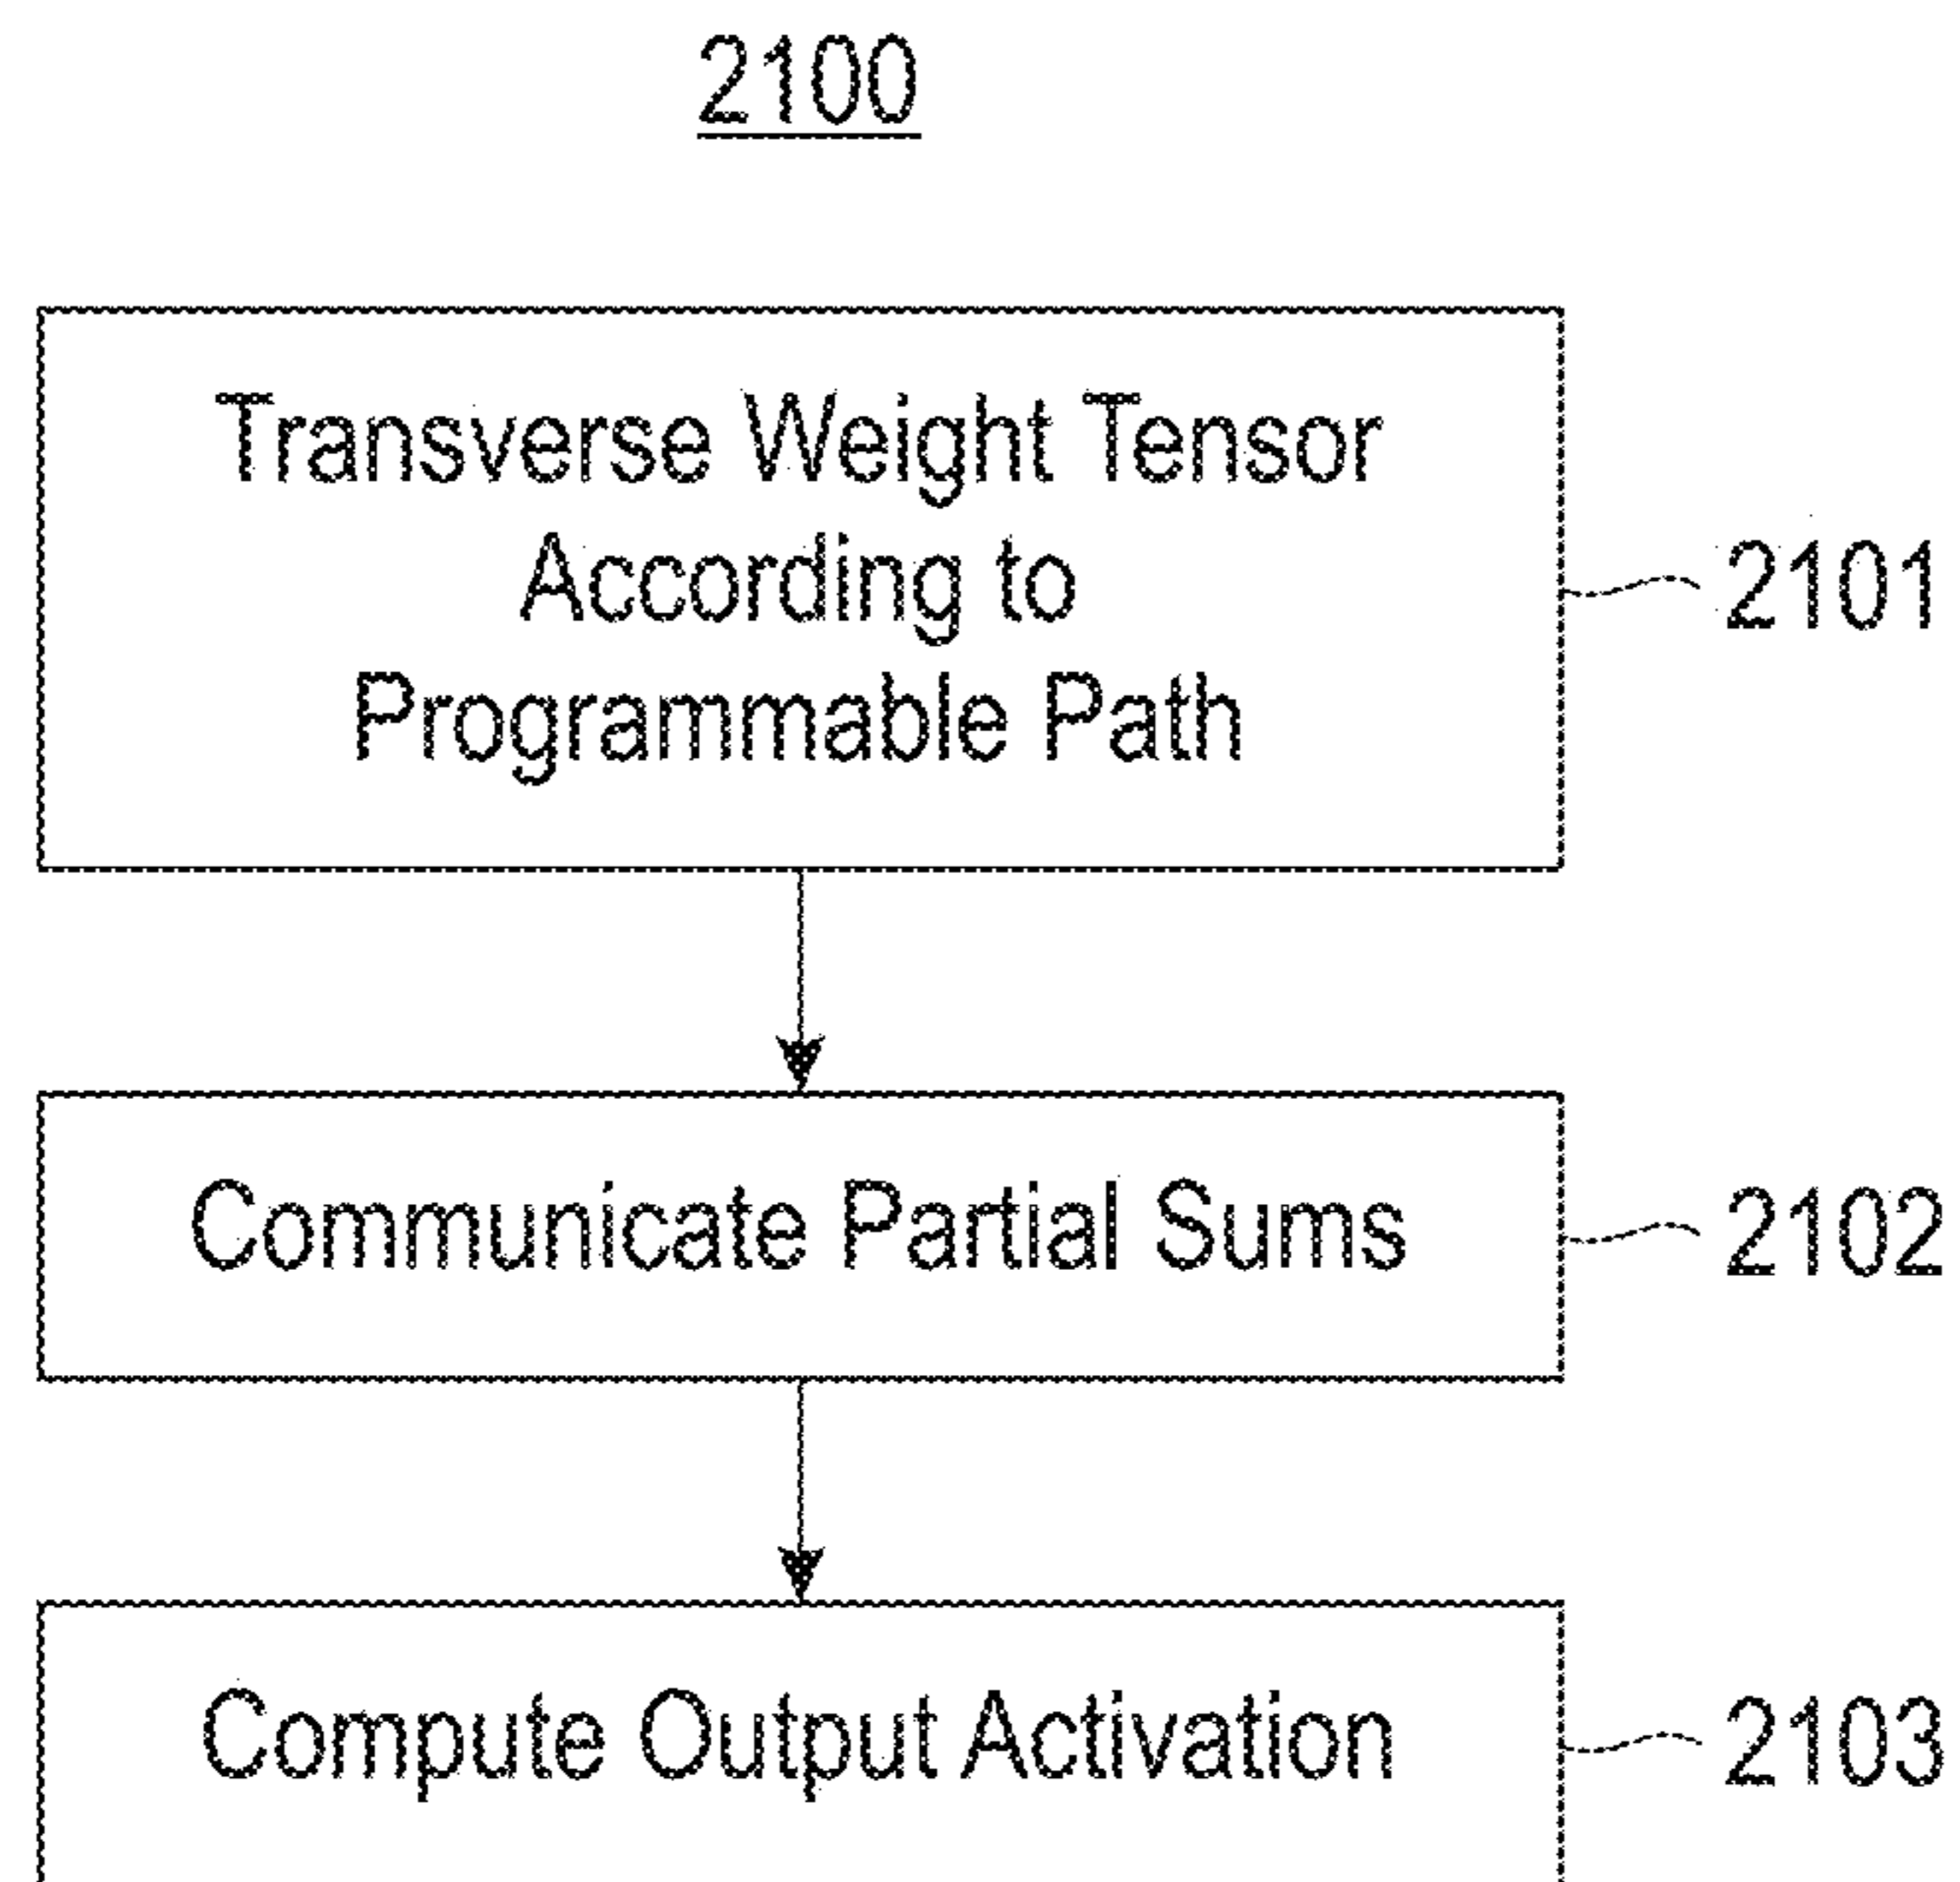 2100
Transverse Weight Tensor
According to
Programmable Path
2101
Communicate Partial Sums
2102
Compute Output Activation
2103